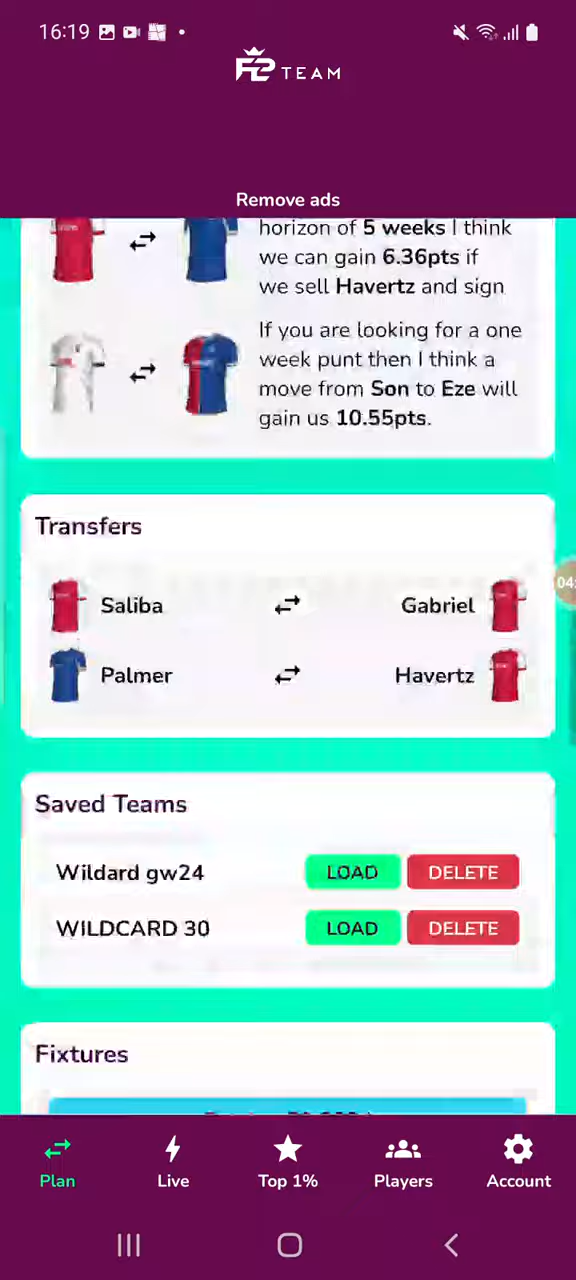 16:19
TEAM
Remove ads
horizon of 5 weeks I think
we can gain 6.36pts if
we sell Havertz and sign
If you are looking for a one
week punt then I think a
move from Son to Eze will
gain us 10.55pts.
Transfers
Saliba Gabriel
Palmer Havertz
Saved Teams
Wildard gw24 LOAD DELETE
WILDCARD 30 LOAD DELETE
Fixtures
Plan Live Top 1% Players Account